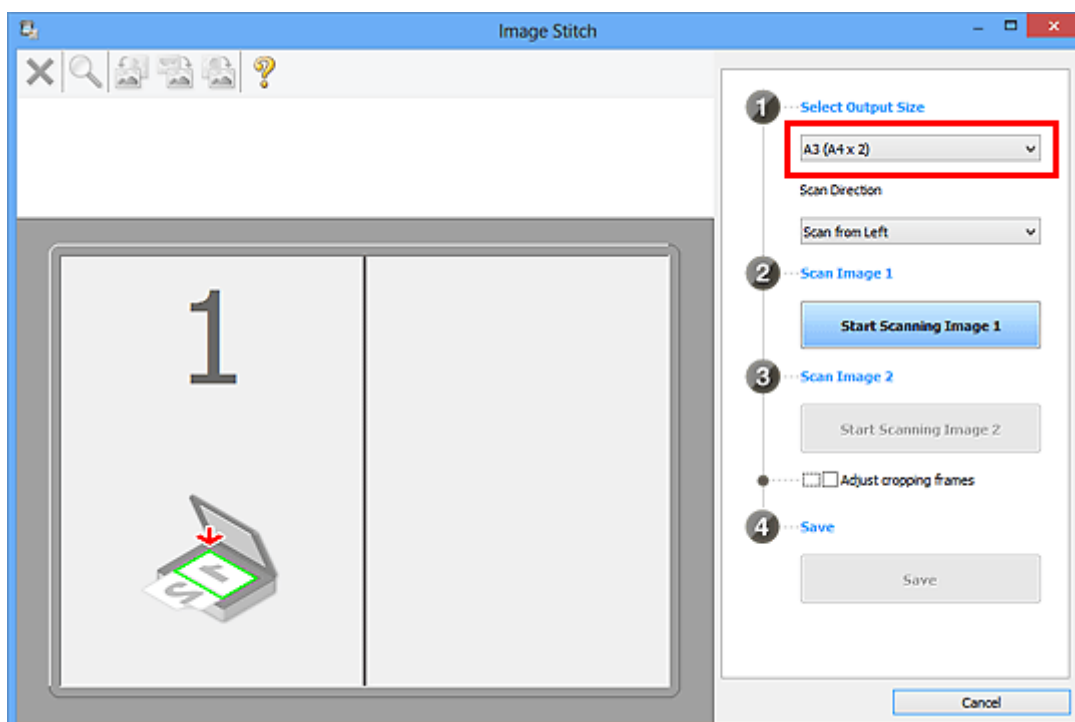 Image Stitch
1 Select Output Size
A3 (A4 x 2)
Scan Direction
Scan from Left
2 Scan Image 1
Start Scanning Image 1
3 Scan Image 2
Start Scanning Image 2
Adjust cropping frames
4 Save
Save
Cancel
1
1
2